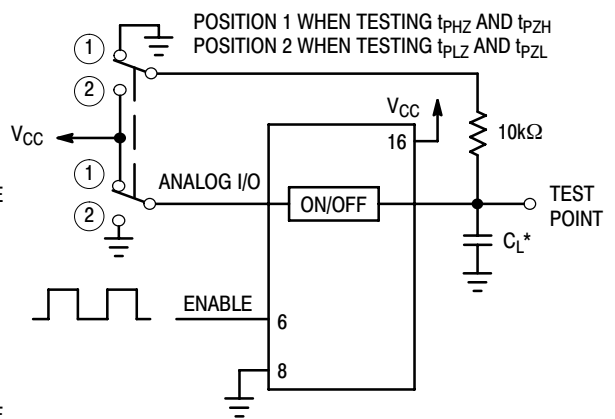 POSITION 1 WHEN TESTING tPHZ AND tPZH
POSITION 2 WHEN TESTING tPLZ AND tPZL
1
2
VCC
VCC
16
10kΩ
1
2
ANALOG I/O
ON/OFF
TEST
POINT
CL*
ENABLE
6
8
E
E